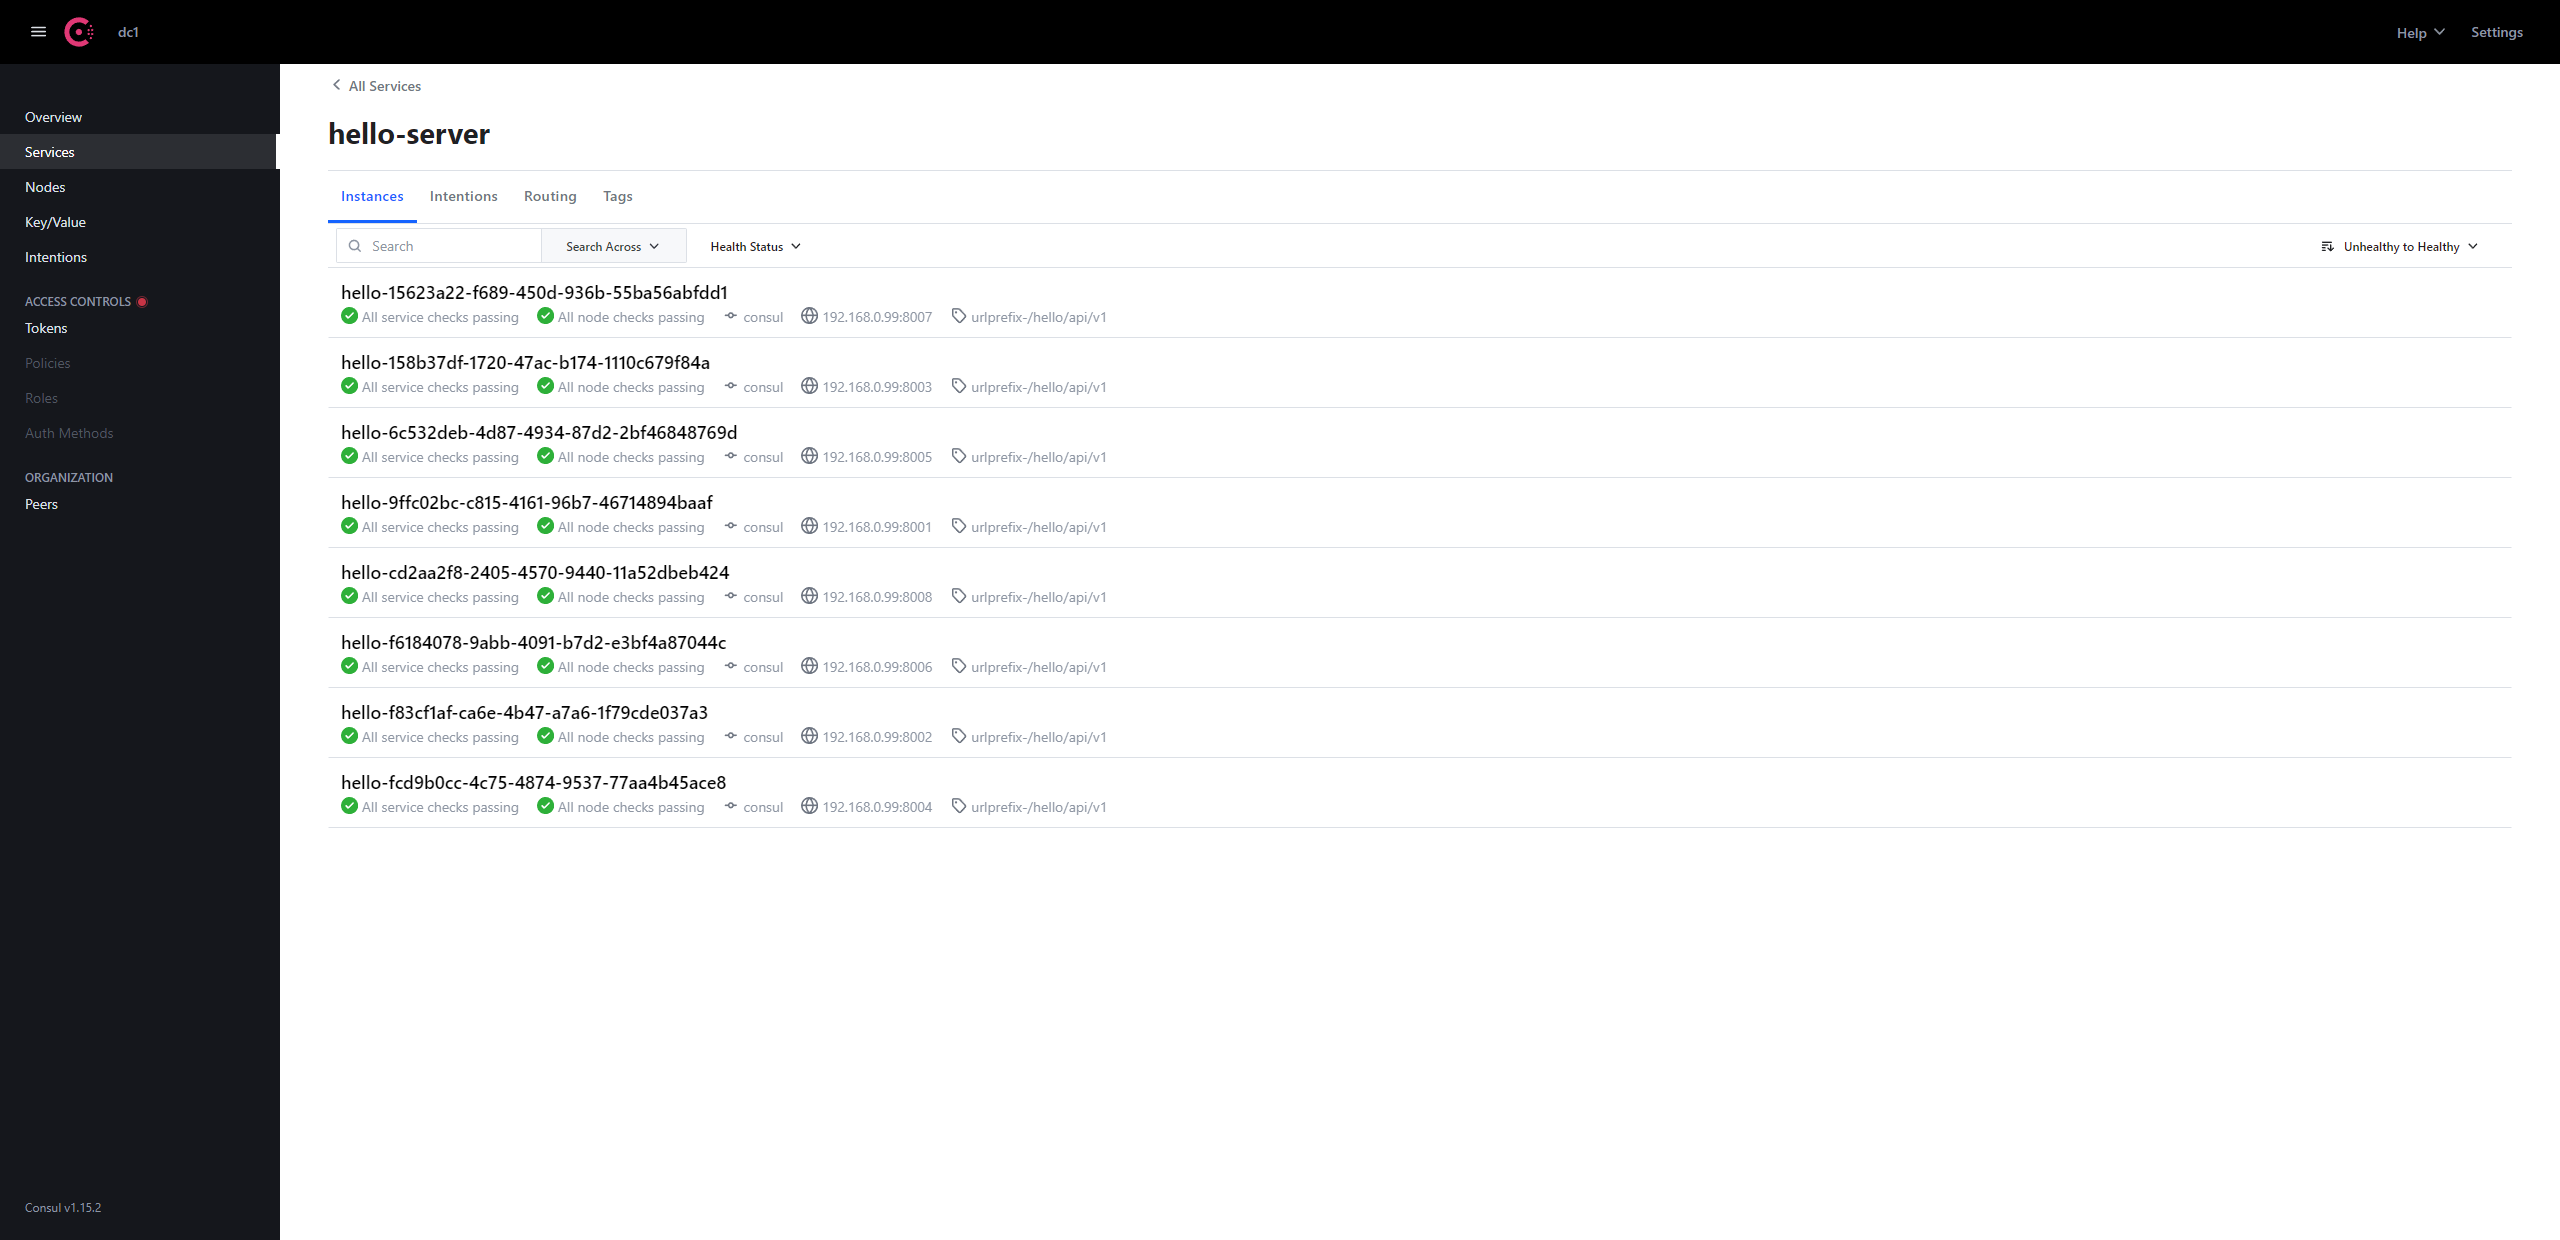 dc1
Help
Settings
Overview
Services
Nodes
Key/Value
Intentions
ACCESS CONTROLS
Tokens
Policies
Roles
Auth Methods
ORGANIZATION
Peers
Consul v1.15.2
All Services
hello-server
Instances Intentions Routing Tags
Search Search Across Health Status Unhealthy to Healthy
hello-15623a22-f689-450d-936b-55ba56abfdd1
All service checks passing All node checks passing consul 192.168.0.99:8007 urlprefix-/hello/api/v1
hello-158b37df-1720-47ac-b174-1110c679f84a
All service checks passing All node checks passing consul 192.168.0.99:8003 urlprefix-/hello/api/v1
hello-6c532deb-4d87-4934-87d2-2bf46848769d
All service checks passing All node checks passing consul 192.168.0.99:8005 urlprefix-/hello/api/v1
hello-9ffc02bc-c815-4161-96b7-46714894baaf
All service checks passing All node checks passing consul 192.168.0.99:8001 urlprefix-/hello/api/v1
hello-cd2aa2f8-2405-4570-9440-11a52dbeb424
All service checks passing All node checks passing consul 192.168.0.99:8008 urlprefix-/hello/api/v1
hello-f6184078-9abb-4091-b7d2-e3bf4a87044c
All service checks passing All node checks passing consul 192.168.0.99:8006 urlprefix-/hello/api/v1
hello-f83cf1af-ca6e-4b47-a7a6-1f79cde037a3
All service checks passing All node checks passing consul 192.168.0.99:8002 urlprefix-/hello/api/v1
hello-fcd9b0cc-4c75-4874-9537-77aa4b45ace8
All service checks passing All node checks passing consul 192.168.0.99:8004 urlprefix-/hello/api/v1